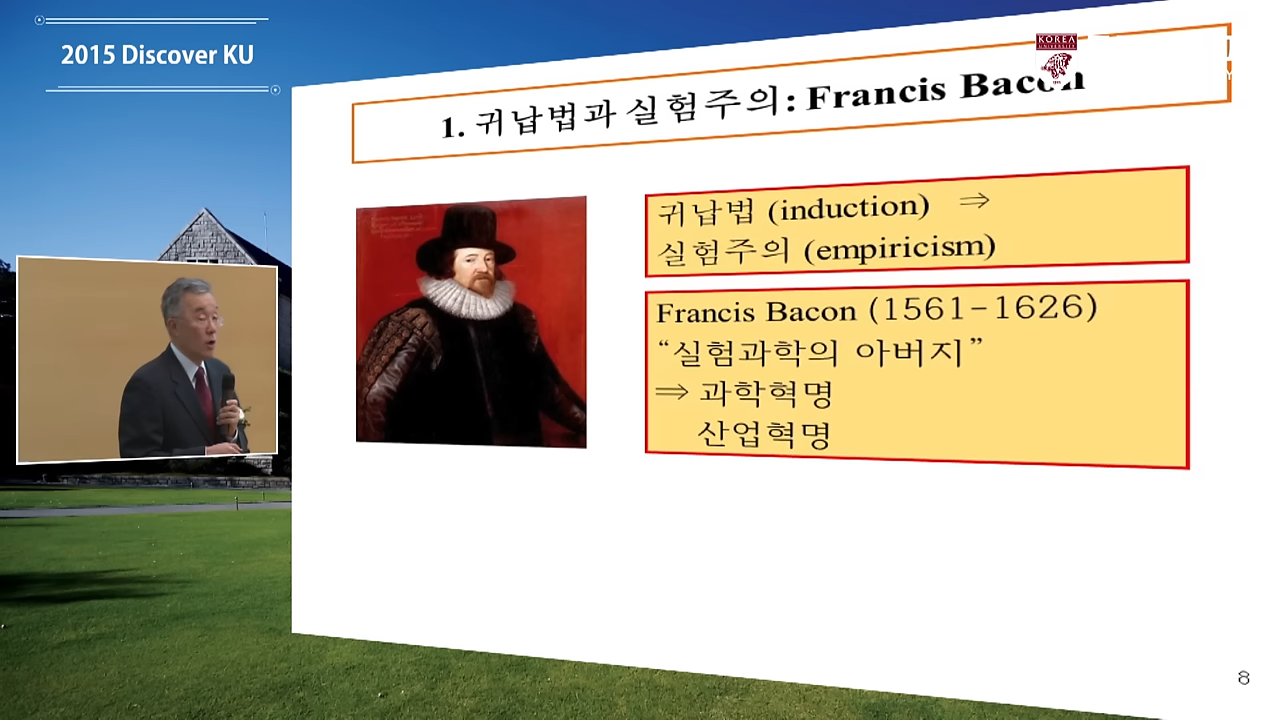 2015 Discover KU
KOREA
UNIVERSITY
1. 귀납법과 실험주의: Francis Bacon
귀납법 (induction) ⇒
실험주의 (empiricism)
Francis Bacon (1561-1626)
“실험과학의 아버지”
⇒ 과학혁명
산업혁명
8